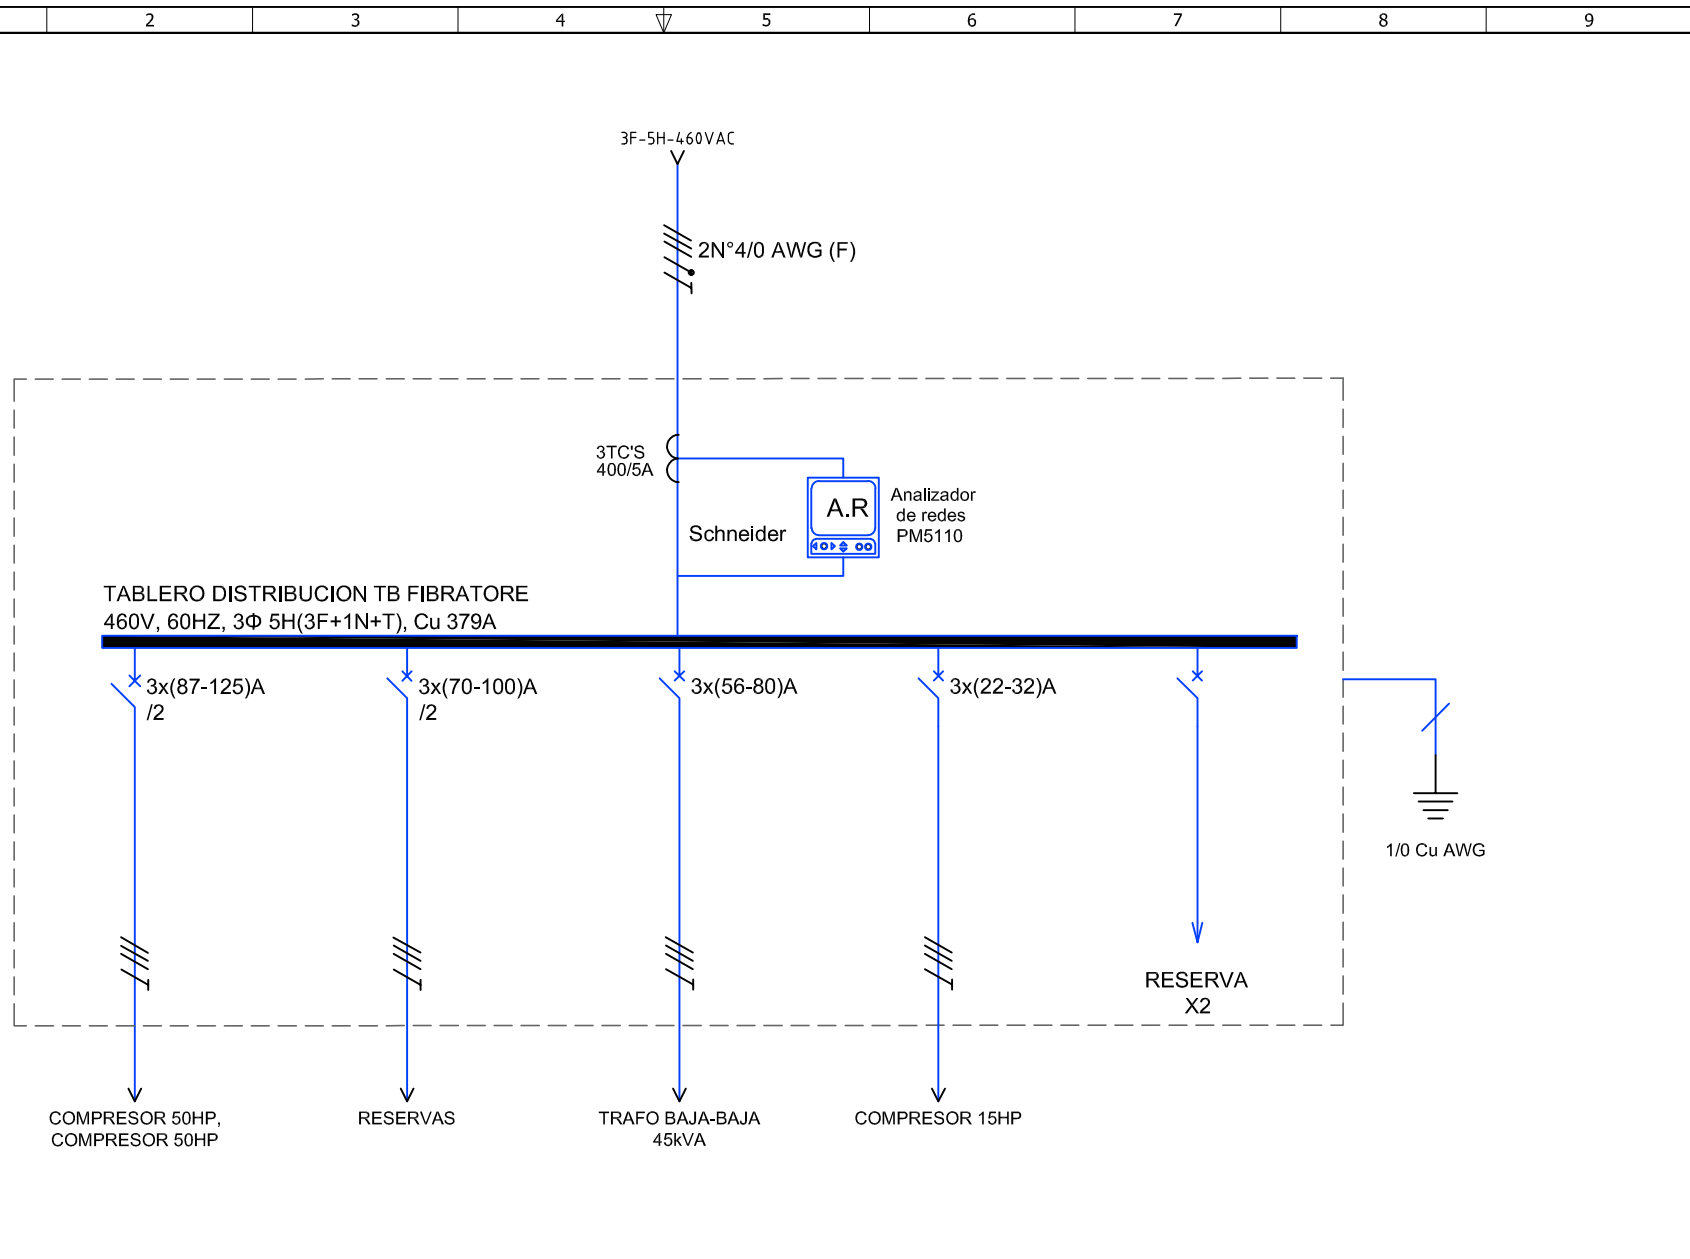 2 3 4 5 6 7 8 9
3F-5H-460VAC
2N°4/0 AWG (F)
3TC'S
400/5A
A.R
Analizador
de redes
PM5110
Schneider
TABLERO DISTRIBUCION TB FIBRATORE
460V, 60HZ, 3Φ 5H(3F+1N+T), Cu 379A
3x(87-125)A
/2
3x(70-100)A
/2
3x(56-80)A
3x(22-32)A
1/0 Cu AWG
RESERVA
X2
COMPRESOR 50HP,
COMPRESOR 50HP
RESERVAS
TRAFO BAJA-BAJA
45kVA
COMPRESOR 15HP